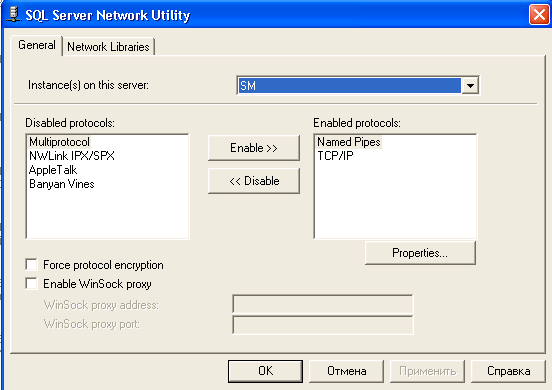 SQL Server Network Utility
General
Network Libraries
Instance(s) on this server:
SM
Disabled protocols:
Enabled protocols:
Multiprotocol
NWLink IPX/SPX
AppleTalk
Banyan Vines
Enable >>
<< Disable
Named Pipes
TCP/IP
Properties...
Force protocol encryption
Enable WinSock proxy
WinSock proxy address:
WinSock proxy port:
OK
Отмена
Применить
Справка